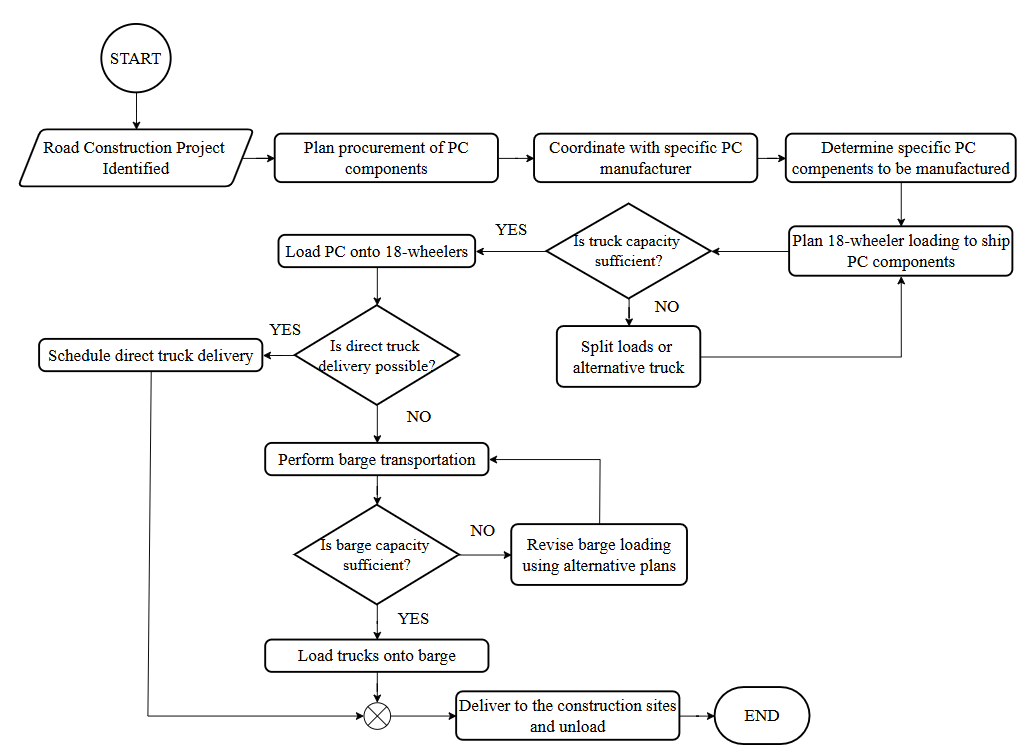 START
Road Construction Project
Identified
Plan procurement of PC
components
Coordinate with specific PC
manufacturer
Determine specific PC
compenents to be manufactured
Plan 18-wheeler loading to ship
PC components
Is truck capacity
sufficient?
YES
NO
Load PC onto 18-wheelers
Split loads or
alternative truck
Is direct truck
delivery possible?
YES
NO
Schedule direct truck delivery
Perform barge transportation
Is barge capacity
sufficient?
NO
YES
Revise barge loading
using alternative plans
Load trucks onto barge
Deliver to the construction sites
and unload
END